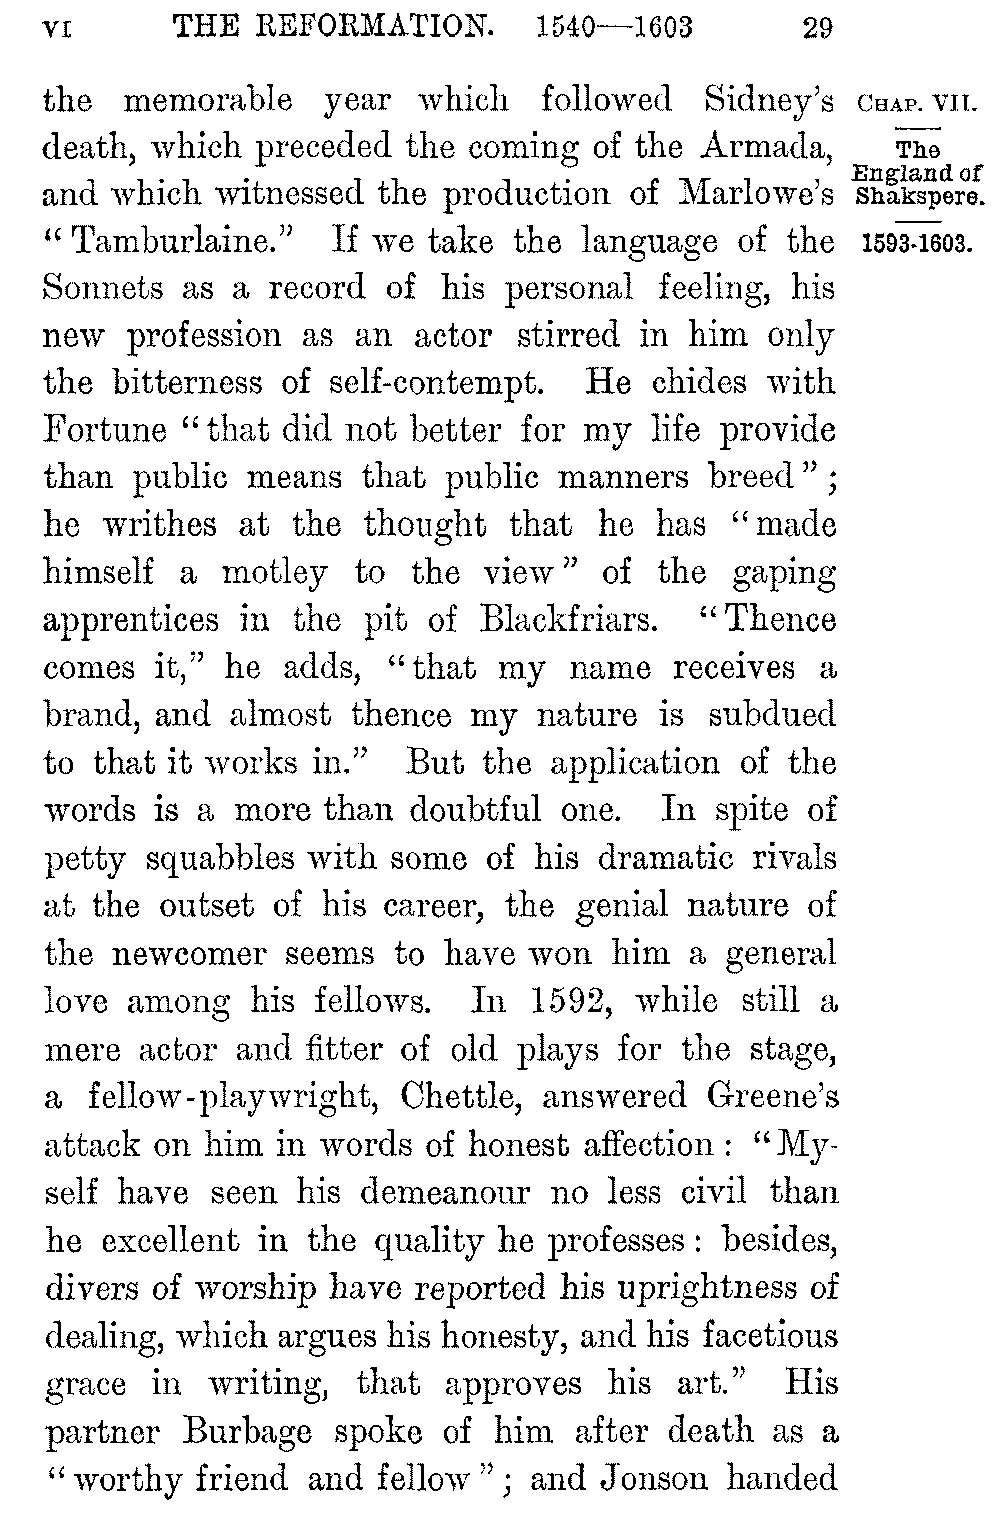 VI THE REFORMATION. 1540—1603 29
the memorable year which followed Sidney's
death, which preceded the coming of the Armada,
and which witnessed the production of Marlowe's
"Tamburlaine." If we take the language of the
Sonnets as a record of his personal feeling, his
new profession as an actor stirred in him only
the bitterness of self-contempt. He chides with
Fortune "that did not better for my life provide
than public means that public manners breed";
he writhes at the thought that he has "made
himself a motley to the view" of the gaping
apprentices in the pit of Blackfriars. "Thence
comes it," he adds, "that my name receives a
brand, and almost thence my nature is subdued
to that it works in." But the application of the
words is a more than doubtful one. In spite of
petty squabbles with some of his dramatic rivals
at the outset of his career, the genial nature of
the newcomer seems to have won him a general
love among his fellows. In 1592, while still a
mere actor and fitter of old plays for the stage,
a fellow-playwright, Chettle, answered Greene's
attack on him in words of honest affection: "My-
self have seen his demeanour no less civil than
he excellent in the quality he professes: besides,
divers of worship have reported his uprightness of
dealing, which argues his honesty, and his facetious
grace in writing, that approves his art." His
partner Burbage spoke of him after death as a
"worthy friend and fellow"; and Jonson handed
CHAP. VII.
The
England of
Shakspere.
1593-1603.